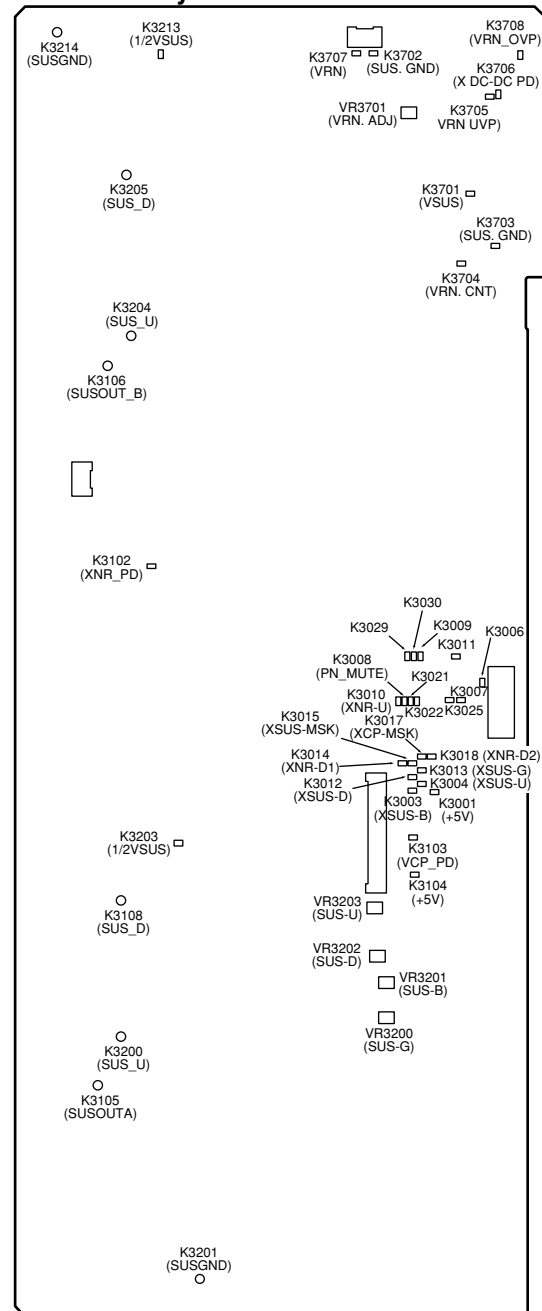 K3214
(SUSGND)
K3213
(1/2VSUS)
K3707
(VRN)
K3702
(SUS. GND)
K3708
(VRN_OVP)
K3706
(X DC-DC PD)
K3705
VRN UVP)
VR3701
(VRN. ADJ)
K3205
(SUS_D)
K3701
(VSUS)
K3703
(SUS. GND)
K3704
(VRN. CNT)
K3204
(SUS_U)
K3106
(SUSOUT_B)
K3102
(XNR_PD)
K3030
K3029
K3009
K3011
K3006
K3008
(PN_MUTE)
K3021
K3010
(XNR-U)
K3022
K3007
K3025
K3015
(XSUS-MSK)
K3017
(XCP-MSK)
K3014
(XNR-D1)
K3018 (XNR-D2)
K3013 (XSUS-G)
K3012
(XSUS-D)
K3004 (XSUS-U)
K3003
(XSUS-B)
K3001
(+5V)
K3203
(1/2VSUS)
K3103
(VCP_PD)
K3104
(+5V)
K3108
(SUS_D)
VR3203
(SUS-U)
VR3202
(SUS-D)
VR3201
(SUS-B)
VR3200
(SUS-G)
K3200
(SUS_U)
K3105
(SUSOUTA)
K3201
(SUSGND)